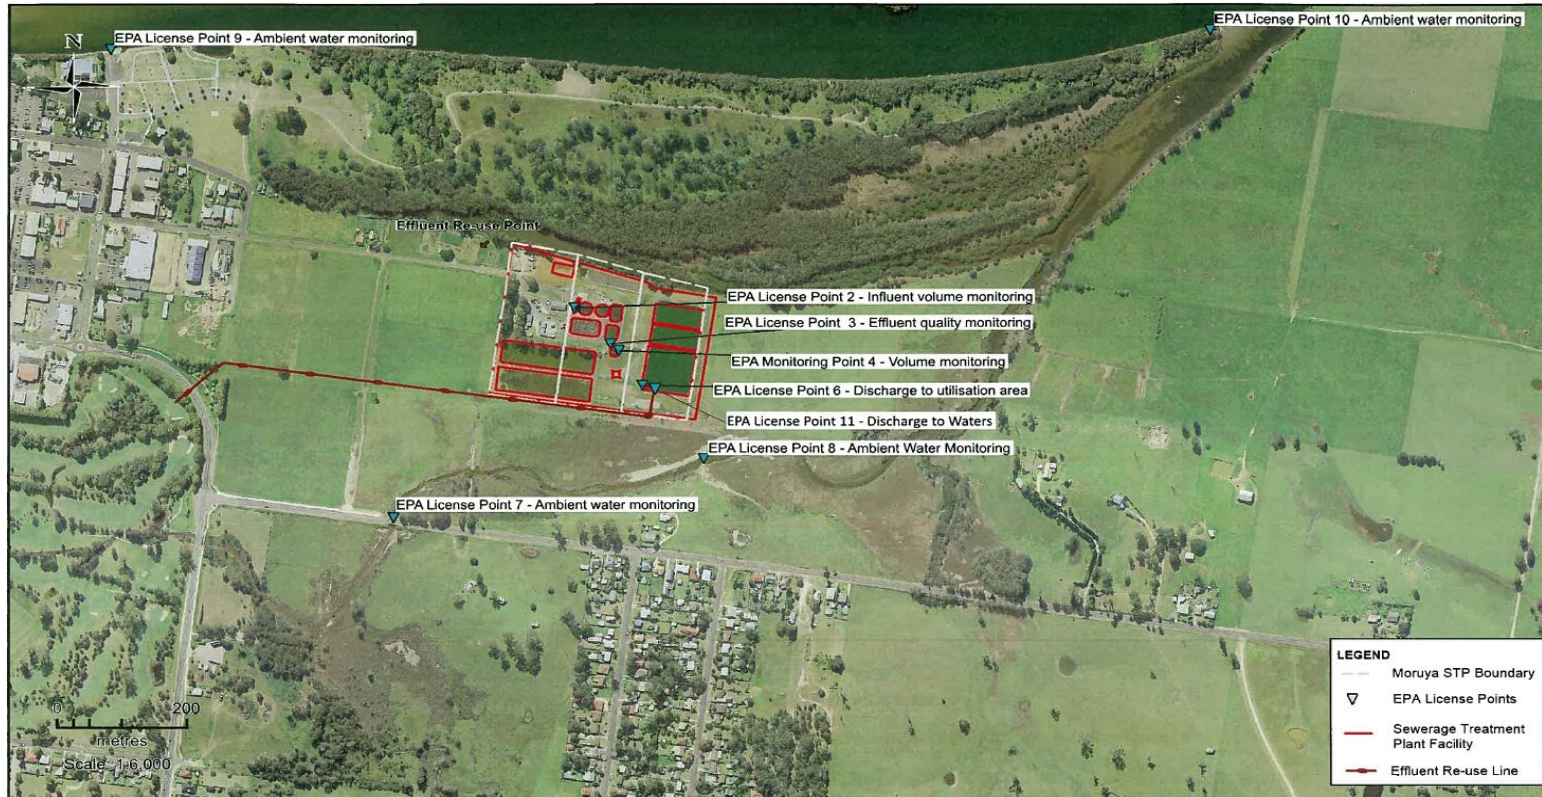 EPA License Point 10 - Ambient water monitoring
EPA License Point 9 - Ambient water monitoring
N
Effluent Re-use Point
EPA License Point 2 - Influent volume monitoring
EPA License Point 3 - Effluent quality monitoring
EPA Monitoring Point 4 - Volume monitoring
EPA License Point 6 - Discharge to utilisation area
EPA License Point 11 - Discharge to Waters
EPA License Point 8 - Ambient Water Monitoring
EPA License Point 7 - Ambient water monitoring
0 200
metres
Scale 1:6,000
LEGEND
Moruya STP Boundary
EPA License Points
Sewerage Treatment
Plant Facility
Effluent Re-use Line